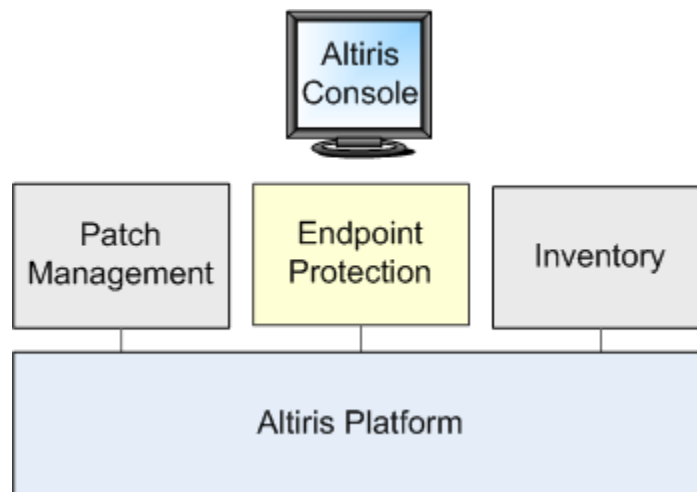 Altiris
Console
Patch
Management
Endpoint
Protection
Inventory
Altiris Platform